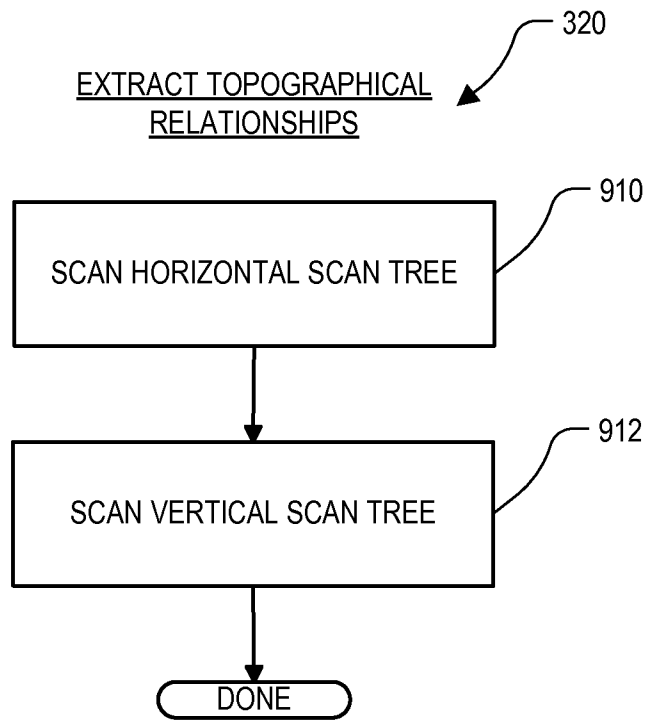 320
EXTRACT TOPOGRAPHICAL
RELATIONSHIPS
910
SCAN HORIZONTAL SCAN TREE
912
SCAN VERTICAL SCAN TREE
DONE